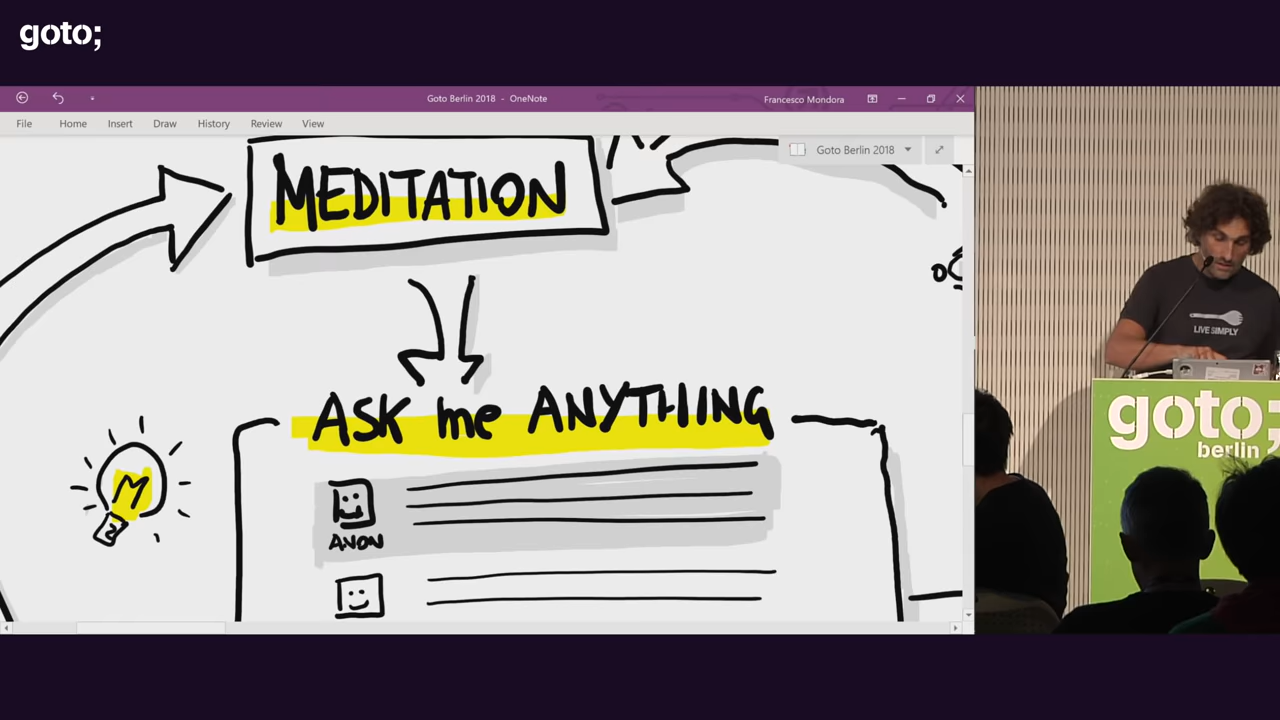 goto;
Goto Berlin 2018 - OneNote
Francesco Mondora
File Home Insert Draw History Review View
Goto Berlin 2018
MEDITATION
ASK me ANYTHING
M
ANON
LIVE SIMPLY
goto;
berlin